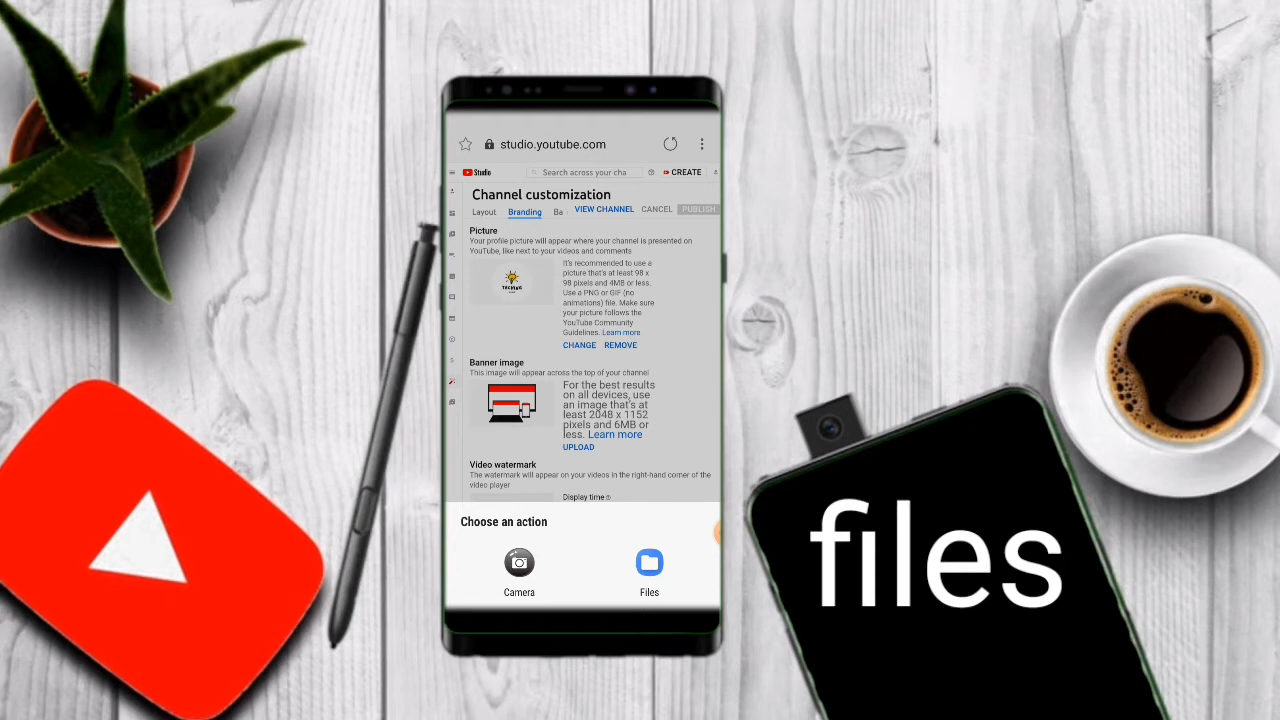 studio.youtube.com
Studio
Search across your cha
CREATE
Channel customization
Layout
Branding
Ba
VIEW CHANNEL
CANCEL
PUBLISH
Picture
Your profile picture will appear where your channel is presented on
YouTube, like next to your videos and comments
It's recommended to use a
picture that's at least 98 x
98 pixels and 4MB or less.
Use a PNG or GIF (no
animations) file. Make sure
your picture follows the
YouTube Community
Guidelines. Learn more
CHANGE REMOVE
Banner image
This image will appear across the top of your channel
For the best results
on all devices, use
an image that's at
least 2048 x 1152
pixels and 6MB or
less. Learn more
UPLOAD
Video watermark
The watermark will appear on your videos in the right-hand corner of the
video player
Display time
Choose an action
Camera
Files
files